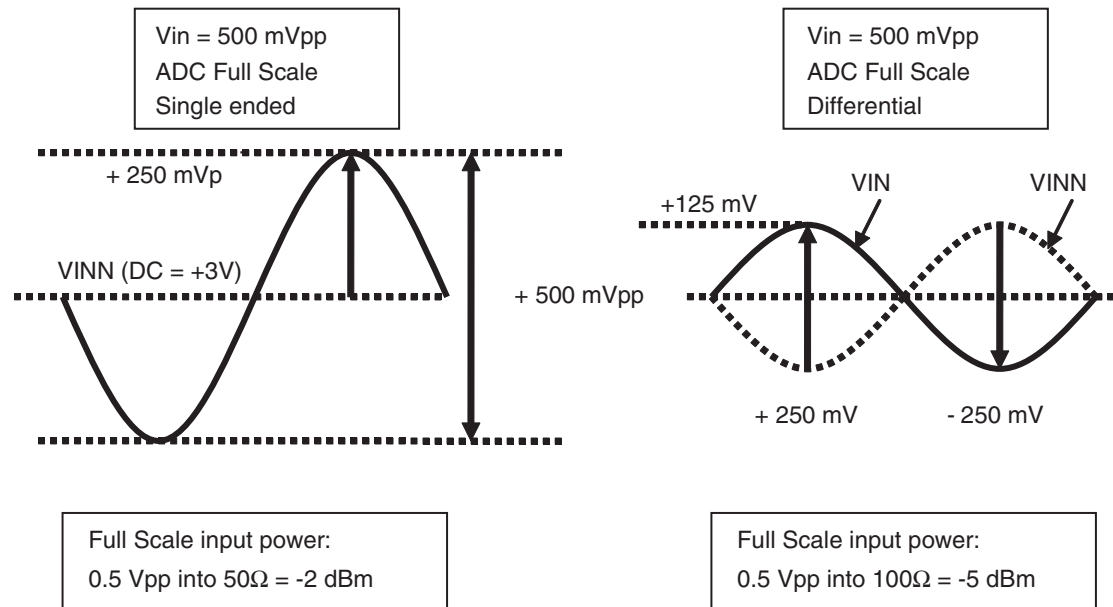 Vin = 500 mVpp
ADC Full Scale
Single ended
+ 250 mVp
VINN (DC = +3V)
+ 500 mVpp
Full Scale input power:
0.5 Vpp into 50Ω = -2 dBm
Vin = 500 mVpp
ADC Full Scale
Differential
VIN
VINN
+125 mV
+ 250 mV
- 250 mV
Full Scale input power:
0.5 Vpp into 100Ω = -5 dBm